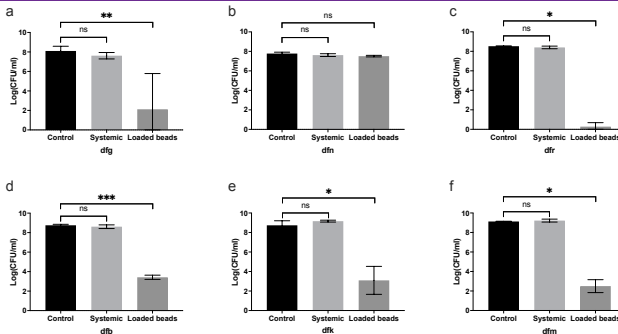 a
**
ns
Log(CFU/ml)
10
8
6
4
2
0
Control Systemic Loaded beads
dfg
b
ns
ns
Log(CFU/ml)
10
8
6
4
2
0
Control Systemic Loaded beads
dfn
c
*
ns
Log(CFU/ml)
10
8
6
4
2
0
Control Systemic Loaded beads
dfr
d
***
ns
Log(CFU/ml)
10
8
6
4
2
0
Control Systemic Loaded beads
dfb
e
*
ns
Log(CFU/ml)
10
8
6
4
2
0
Control Systemic Loaded beads
dfk
f
*
ns
Log(CFU/ml)
10
8
6
4
2
0
Control Systemic Loaded beads
dfm